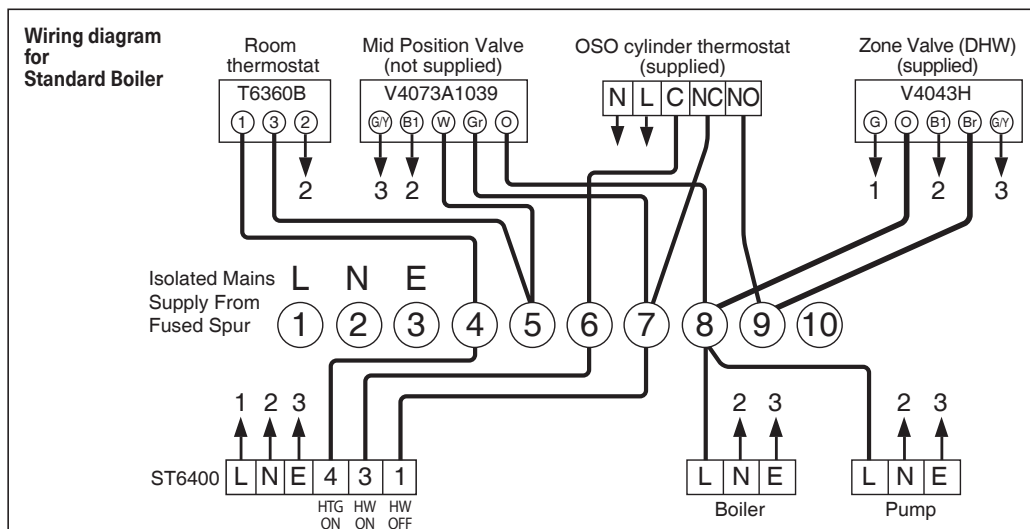 Wiring diagram
for
Standard Boiler
Room
thermostat
T6360B
1 3 2
2
Mid Position Valve
(not supplied)
V4073A1039
G/Y B1 W Gr O
3 2
OSO cylinder thermostat
(supplied)
N L C NC NO
Zone Valve (DHW)
(supplied)
V4043H
G O B1 Br G/Y
1 2 3
Isolated Mains
Supply From
Fused Spur
L N E
1 2 3 4 5 6 7 8 9 10
1 2 3
ST6400 L N E 4 3 1
HTG ON
HW ON
HW OFF
2 3
L N E
Boiler
2 3
L N E
Pump